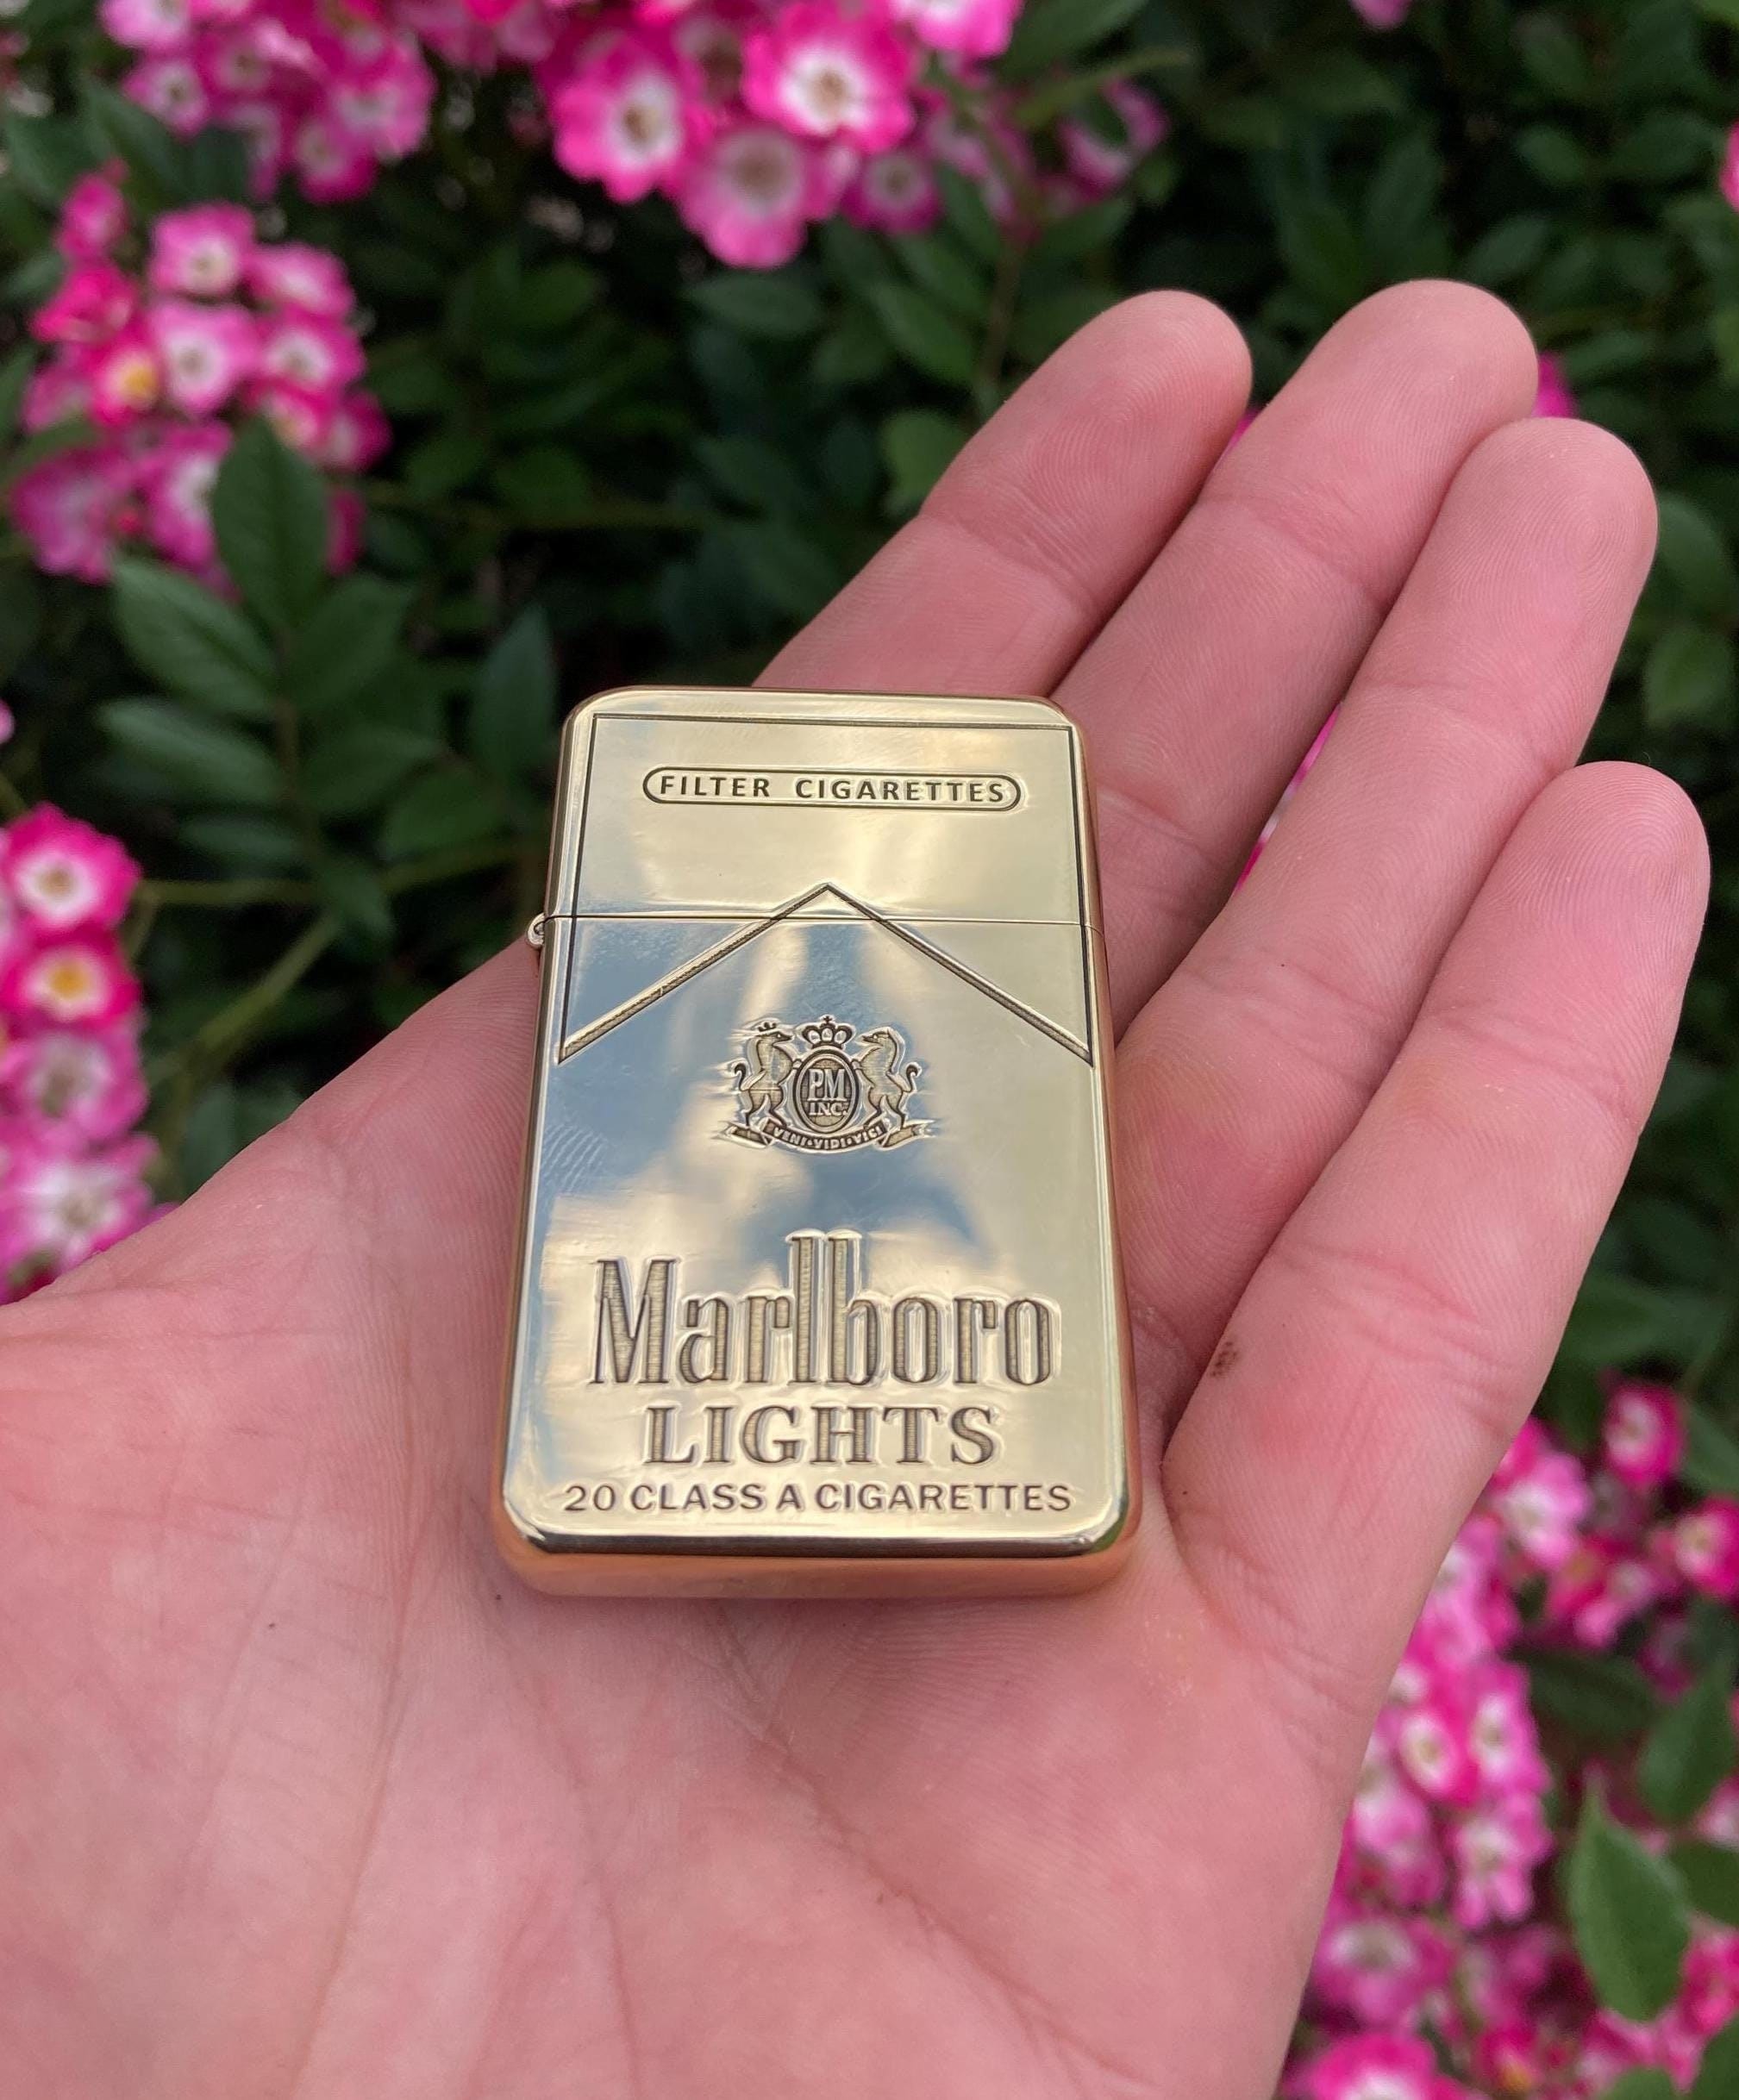 FILTER CIGARETTES
PM
INC.
VENI·VIDI·VICI
Marlboro
LIGHTS
20 CLASS A CIGARETTES